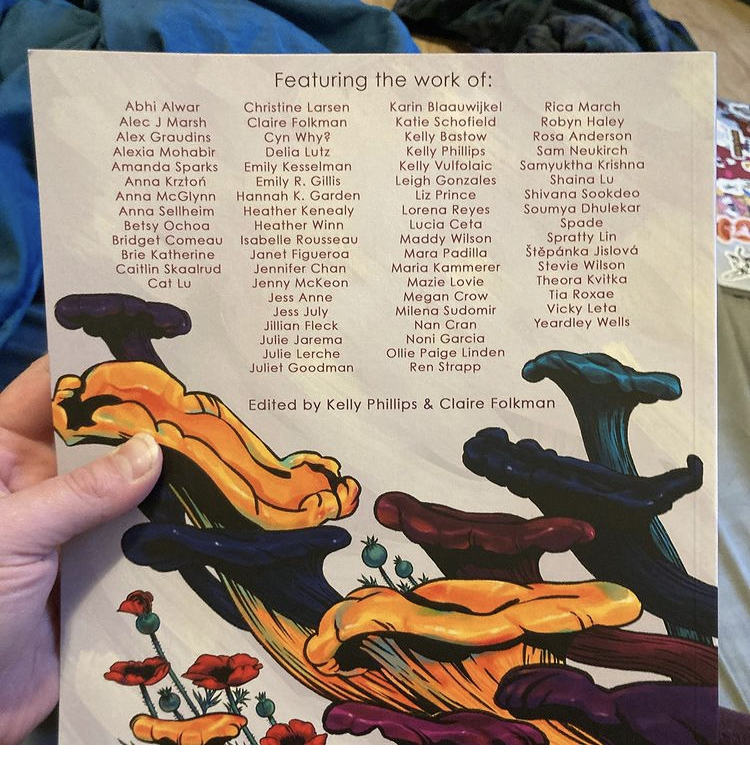 Featuring the work of:
Abhi Alwar
Alec J Marsh
Alex Graudins
Alexia Mohabir
Amanda Sparks
Anna Krztoń
Anna McGlynn
Anna Sellheim
Betsy Ochoa
Bridget Comeau
Brie Katherine
Caitlin Skaalrud
Cat Lu
Christine Larsen
Claire Folkman
Cyn Why?
Delia Lutz
Emily Kesselman
Emily R. Gillis
Hannah K. Garden
Heather Kenealy
Heather Winn
Isabelle Rousseau
Janet Figueroa
Jennifer Chan
Jenny McKeon
Jess Anne
Jess July
Jillian Fleck
Julie Jarema
Julie Lerche
Juliet Goodman
Karin Blaauwijkel
Katie Schofield
Kelly Bastow
Kelly Phillips
Kelly Vulfolaic
Leigh Gonzales
Liz Prince
Lorena Reyes
Lucia Ceta
Maddy Wilson
Mara Padilla
Maria Kammerer
Mazie Lovie
Megan Crow
Milena Sudomir
Nan Cran
Noni Garcia
Ollie Paige Linden
Ren Strapp
Rica March
Robyn Haley
Rosa Anderson
Sam Neukirch
Samyuktha Krishna
Shaina Lu
Shivana Sookdeo
Soumya Dhulekar
Spade
Spratty Lin
Štěpánka Jislová
Stevie Wilson
Theora Kvitka
Tia Roxae
Vicky Leta
Yeardley Wells
Edited by Kelly Phillips & Claire Folkman